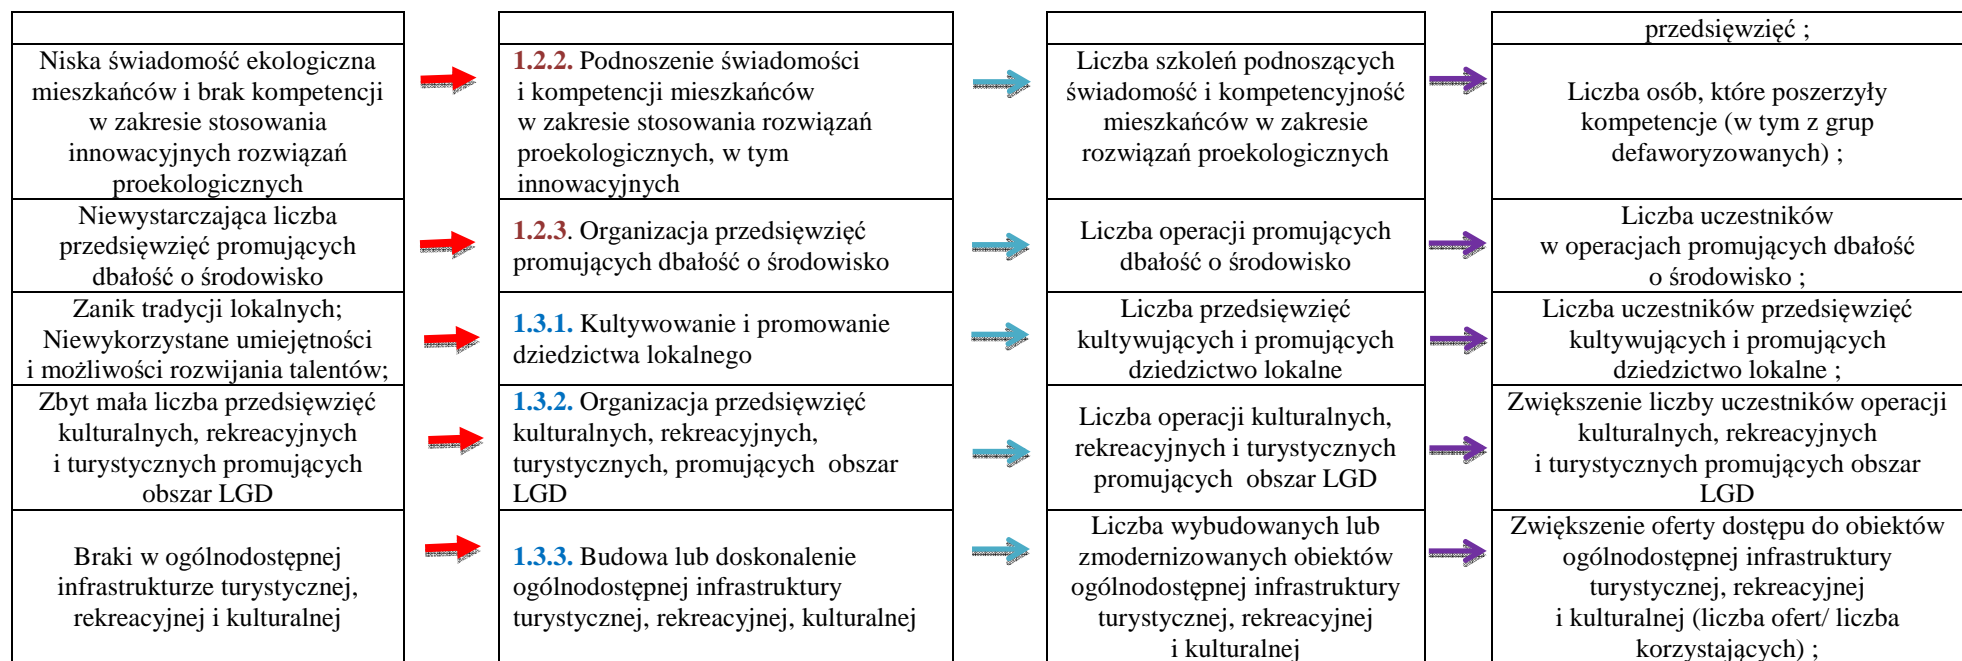 przedsięwzięć ;
Niska świadomość ekologiczna
mieszkańców i brak kompetencji
w zakresie stosowania
innowacyjnych rozwiązań
proekologicznych
1.2.2. Podnoszenie świadomości
i kompetencji mieszkańców
w zakresie stosowania rozwiązań
proekologicznych, w tym
innowacyjnych
Liczba szkoleń podnoszących
świadomość i kompetencyjność
mieszkańców w zakresie
rozwiązań proekologicznych
Liczba osób, które poszerzyły
kompetencje (w tym z grup
defaworyzowanych) ;
Niewystarczająca liczba
przedsięwzięć promujących
dbałość o środowisko
1.2.3. Organizacja przedsięwzięć
promujących dbałość o środowisko
Liczba operacji promujących
dbałość o środowisko
Liczba uczestników
w operacjach promujących dbałość
o środowisko ;
Zanik tradycji lokalnych;
Niewykorzystane umiejętności
i możliwości rozwijania talentów;
1.3.1. Kultywowanie i promowanie
dziedzictwa lokalnego
Liczba przedsięwzięć
kultywujących i promujących
dziedzictwo lokalne
Liczba uczestników przedsięwzięć
kultywujących i promujących
dziedzictwo lokalne ;
Zbyt mała liczba przedsięwzięć
kulturalnych, rekreacyjnych
i turystycznych promujących
obszar LGD
1.3.2. Organizacja przedsięwzięć
kulturalnych, rekreacyjnych,
turystycznych, promujących  obszar
LGD
Liczba operacji kulturalnych,
rekreacyjnych i turystycznych
promujących  obszar LGD
Zwiększenie liczby uczestników operacji
kulturalnych, rekreacyjnych
i turystycznych promujących obszar
LGD
Braki w ogólnodostępnej
infrastrukturze turystycznej,
rekreacyjnej i kulturalnej
1.3.3. Budowa lub doskonalenie
ogólnodostępnej infrastruktury
turystycznej, rekreacyjnej, kulturalnej
Liczba wybudowanych lub
zmodernizowanych obiektów
ogólnodostępnej infrastruktury
turystycznej, rekreacyjnej
i kulturalnej
Zwiększenie oferty dostępu do obiektów
ogólnodostępnej infrastruktury
turystycznej, rekreacyjnej
i kulturalnej (liczba ofert/ liczba
korzystających) ;